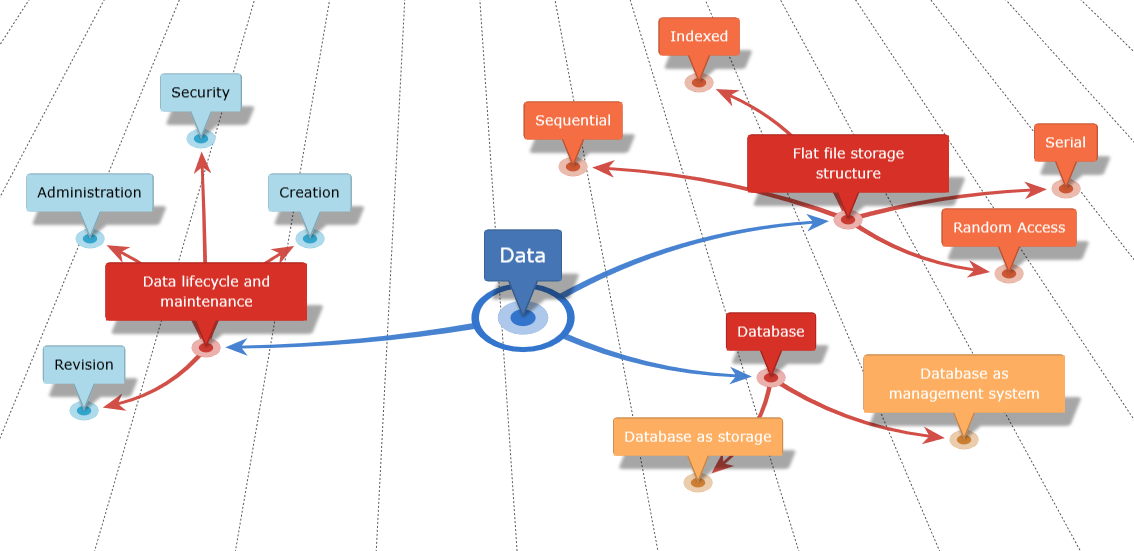 Indexed
Security
Sequential
Serial
Flat file storage
structure
Administration
Creation
Random Access
Data
Data lifecycle and
maintenance
Database
Revision
Database as
management system
Database as storage